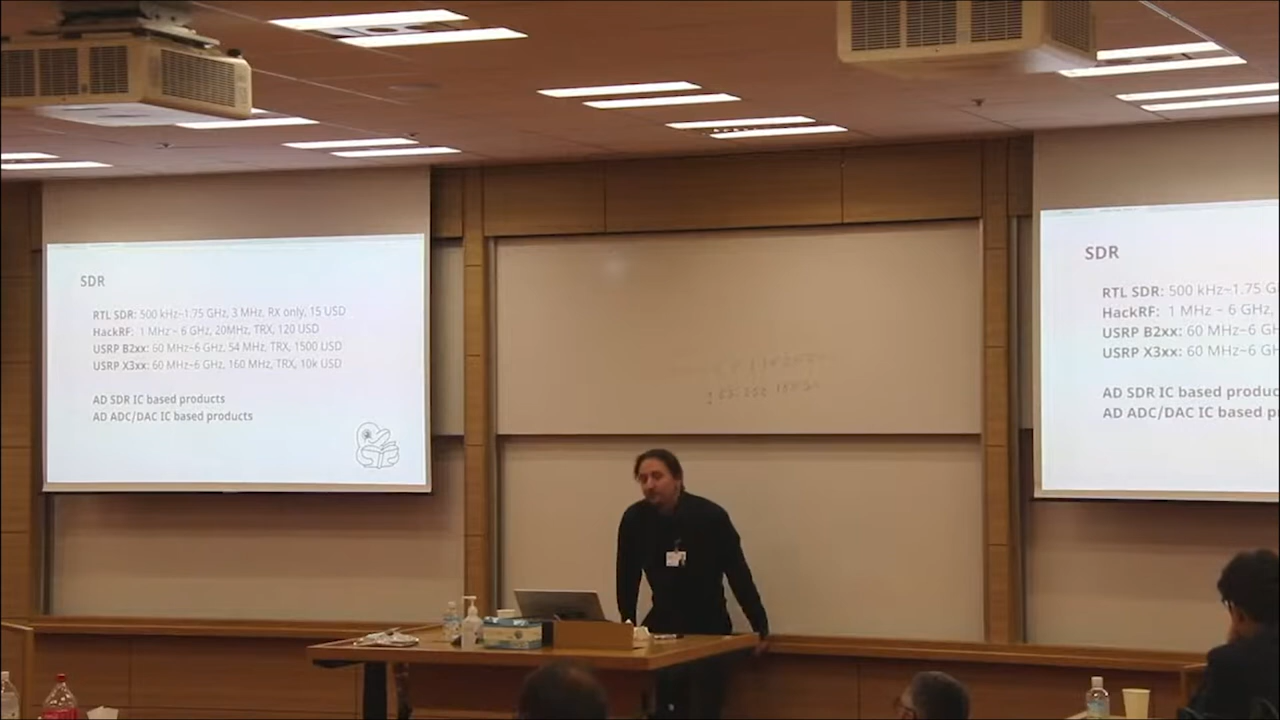 SDR
RTL SDR: 500 kHz~1.75 GHz, 3 MHz, RX only, 15 USD
HackRF: 1 MHz ~ 6 GHz, 20MHz, TRX, 120 USD
USRP B2xx: 60 MHz~6 GHz, 54 MHz, TRX, 1500 USD
USRP X3xx: 60 MHz~6 GHz, 160 MHz, TRX, 10k USD
AD SDR IC based products
AD ADC/DAC IC based products
SDR
RTL SDR: 500 kHz~1.75 G
HackRF: 1 MHz ~ 6 GHz,
USRP B2xx: 60 MHz~6 G
USRP X3xx: 60 MHz~6 GH
AD SDR IC based produc
AD ADC/DAC IC based p